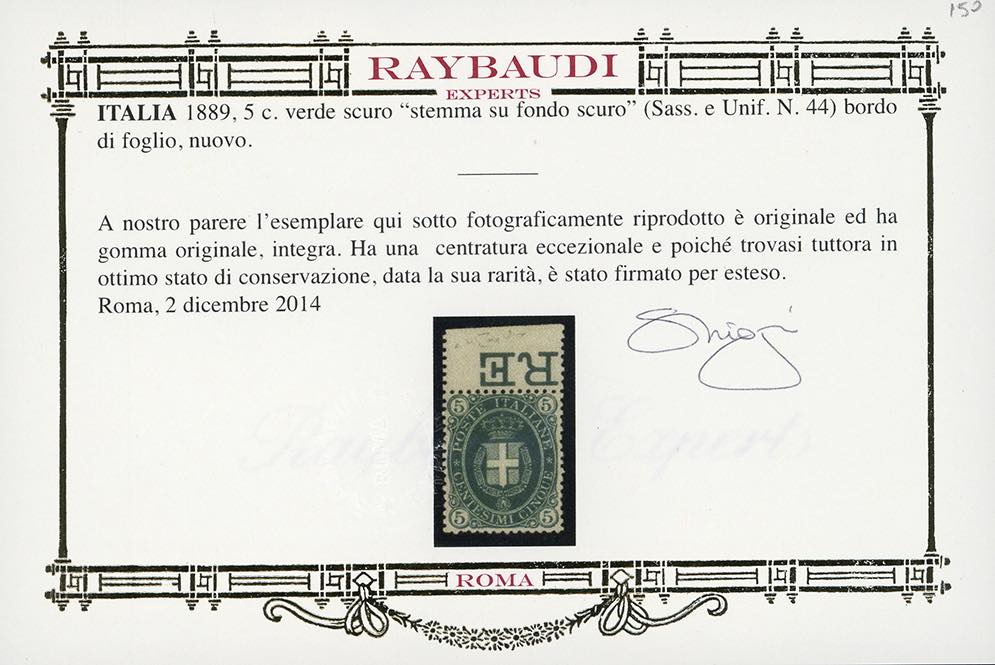 150
RAYBAUDI
EXPERTS
ITALIA 1889, 5 c. verde scuro “stemma su fondo scuro” (Sass. e Unif. N. 44) bordo
di foglio, nuovo.
A nostro parere l’esemplare qui sotto fotograficamente riprodotto è originale ed ha
gomma originale, integra. Ha una centratura eccezionale e poiché trovasi tuttora in
ottimo stato di conservazione, data la sua rarità, è stato firmato per esteso.
Roma, 2 dicembre 2014
RE
5 POSTE ITALIANE 5
5 CENTESIMI CINQUE 5
Raybaudi Experts
ROMA